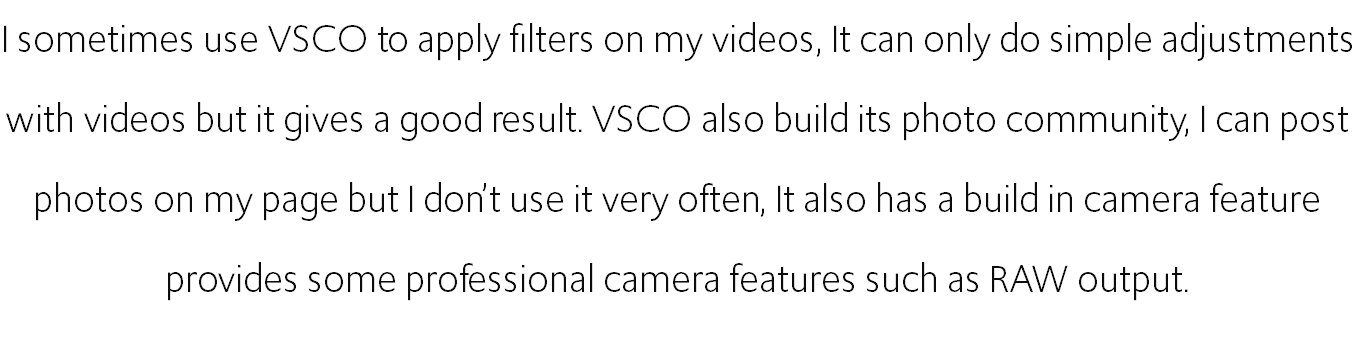 I sometimes use VSCO to apply filters on my videos, It can only do simple adjustments
with videos but it gives a good result. VSCO also build its photo community, I can post
photos on my page but I don’t use it very often, It also has a build in camera feature
provides some professional camera features such as RAW output.